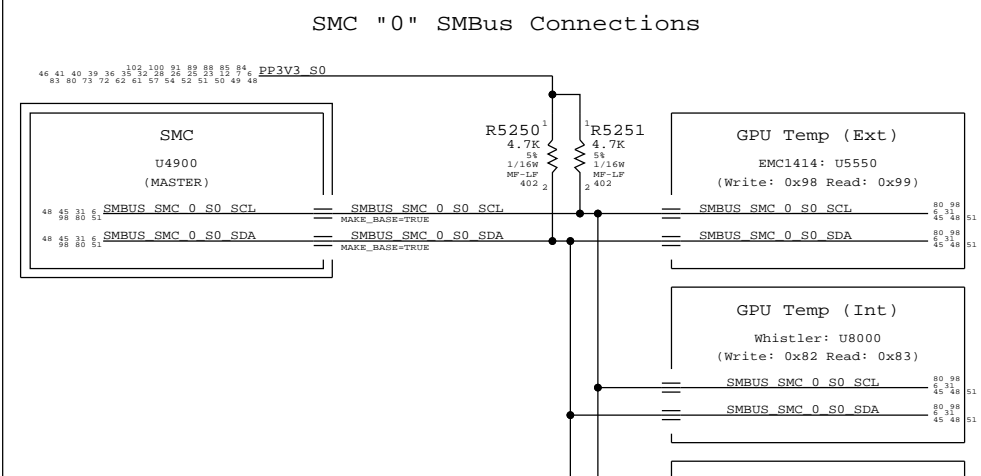 SMC "0" SMBus Connections
102 100 91 89 88 85 84
46 41 40 39 36 35 32 28 26 25 23 12 7 6 PP3V3_S0
83 80 73 72 62 61 57 54 52 51 50 49 48
SMC
U4900
(MASTER)
48 45 31 6 SMBUS_SMC_0_S0_SCL
98 80 51
48 45 31 6 SMBUS_SMC_0_S0_SDA
98 80 51
SMBUS_SMC_0_S0_SCL
MAKE_BASE=TRUE
SMBUS_SMC_0_S0_SDA
MAKE_BASE=TRUE
R5250 1
4.7K
5%
1/16W
MF-LF
402 2
1 R5251
4.7K
5%
1/16W
MF-LF
2 402
GPU Temp (Ext)
EMC1414: U5550
(Write: 0x98 Read: 0x99)
SMBUS_SMC_0_S0_SCL
80 98
6 31
45 48 51
SMBUS_SMC_0_S0_SDA
80 98
6 31
45 48 51
GPU Temp (Int)
Whistler: U8000
(Write: 0x82 Read: 0x83)
SMBUS_SMC_0_S0_SCL
80 98
6 31
45 48 51
SMBUS_SMC_0_S0_SDA
80 98
6 31
45 48 51